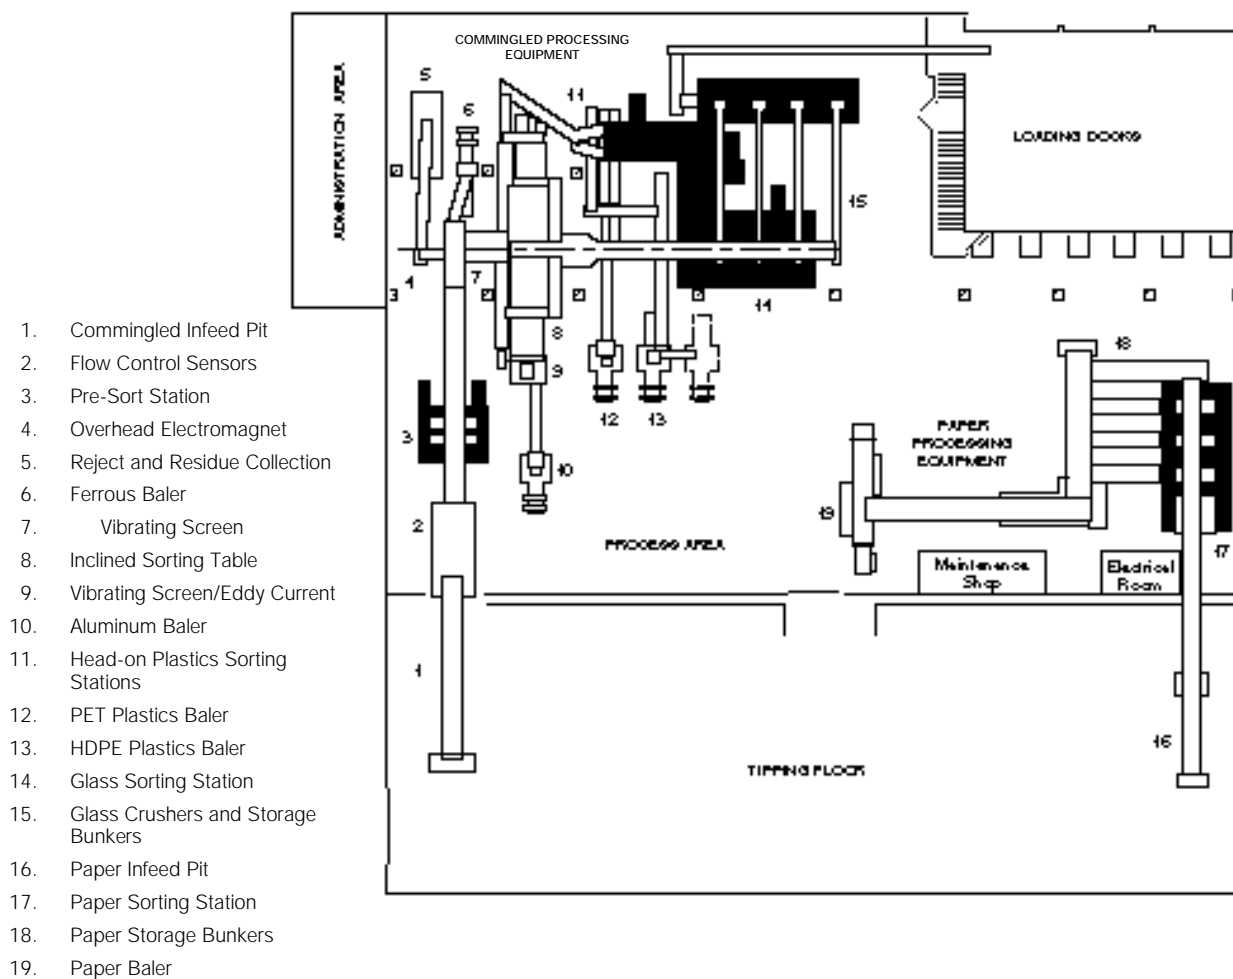 COMMINGLED PROCESSING
EQUIPMENT
ADMINISTRATION AREA
LOADING DOCKS
5
6
11
15
4
7
3
14
8
9
12
13
18
3
10
2
PAPER
PROCESSING
EQUIPMENT
19
PROCESS AREA
17
Maintenance
Shop
Electrical
Room
1
16
TIPPING FLOOR
1. Commingled Infeed Pit
2. Flow Control Sensors
3. Pre-Sort Station
4. Overhead Electromagnet
5. Reject and Residue Collection
6. Ferrous Baler
7. Vibrating Screen
8. Inclined Sorting Table
9. Vibrating Screen/Eddy Current
10. Aluminum Baler
11. Head-on Plastics Sorting
Stations
12. PET Plastics Baler
13. HDPE Plastics Baler
14. Glass Sorting Station
15. Glass Crushers and Storage
Bunkers
16. Paper Infeed Pit
17. Paper Sorting Station
18. Paper Storage Bunkers
19. Paper Baler